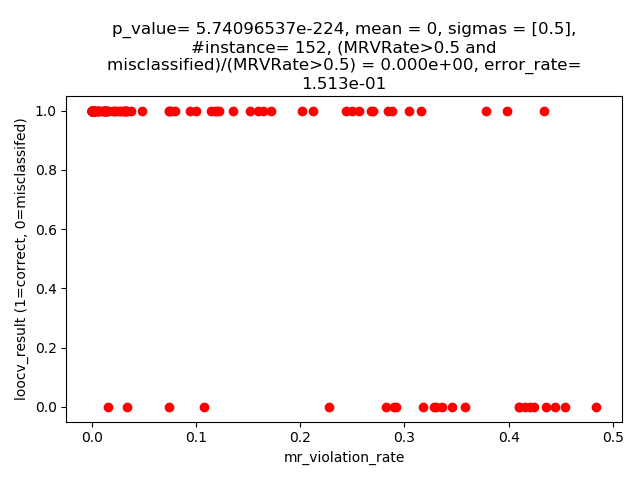 p_value= 5.74096537e-224, mean = 0, sigmas = [0.5],
#instance= 152, (MRVRate>0.5 and
misclassified)/(MRVRate>0.5) = 0.000e+00, error_rate=
1.513e-01
loocv_result (1=correct, 0=misclassifed)
1.0
0.8
0.6
0.4
0.2
0.0
0.0 0.1 0.2 0.3 0.4 0.5
mr_violation_rate